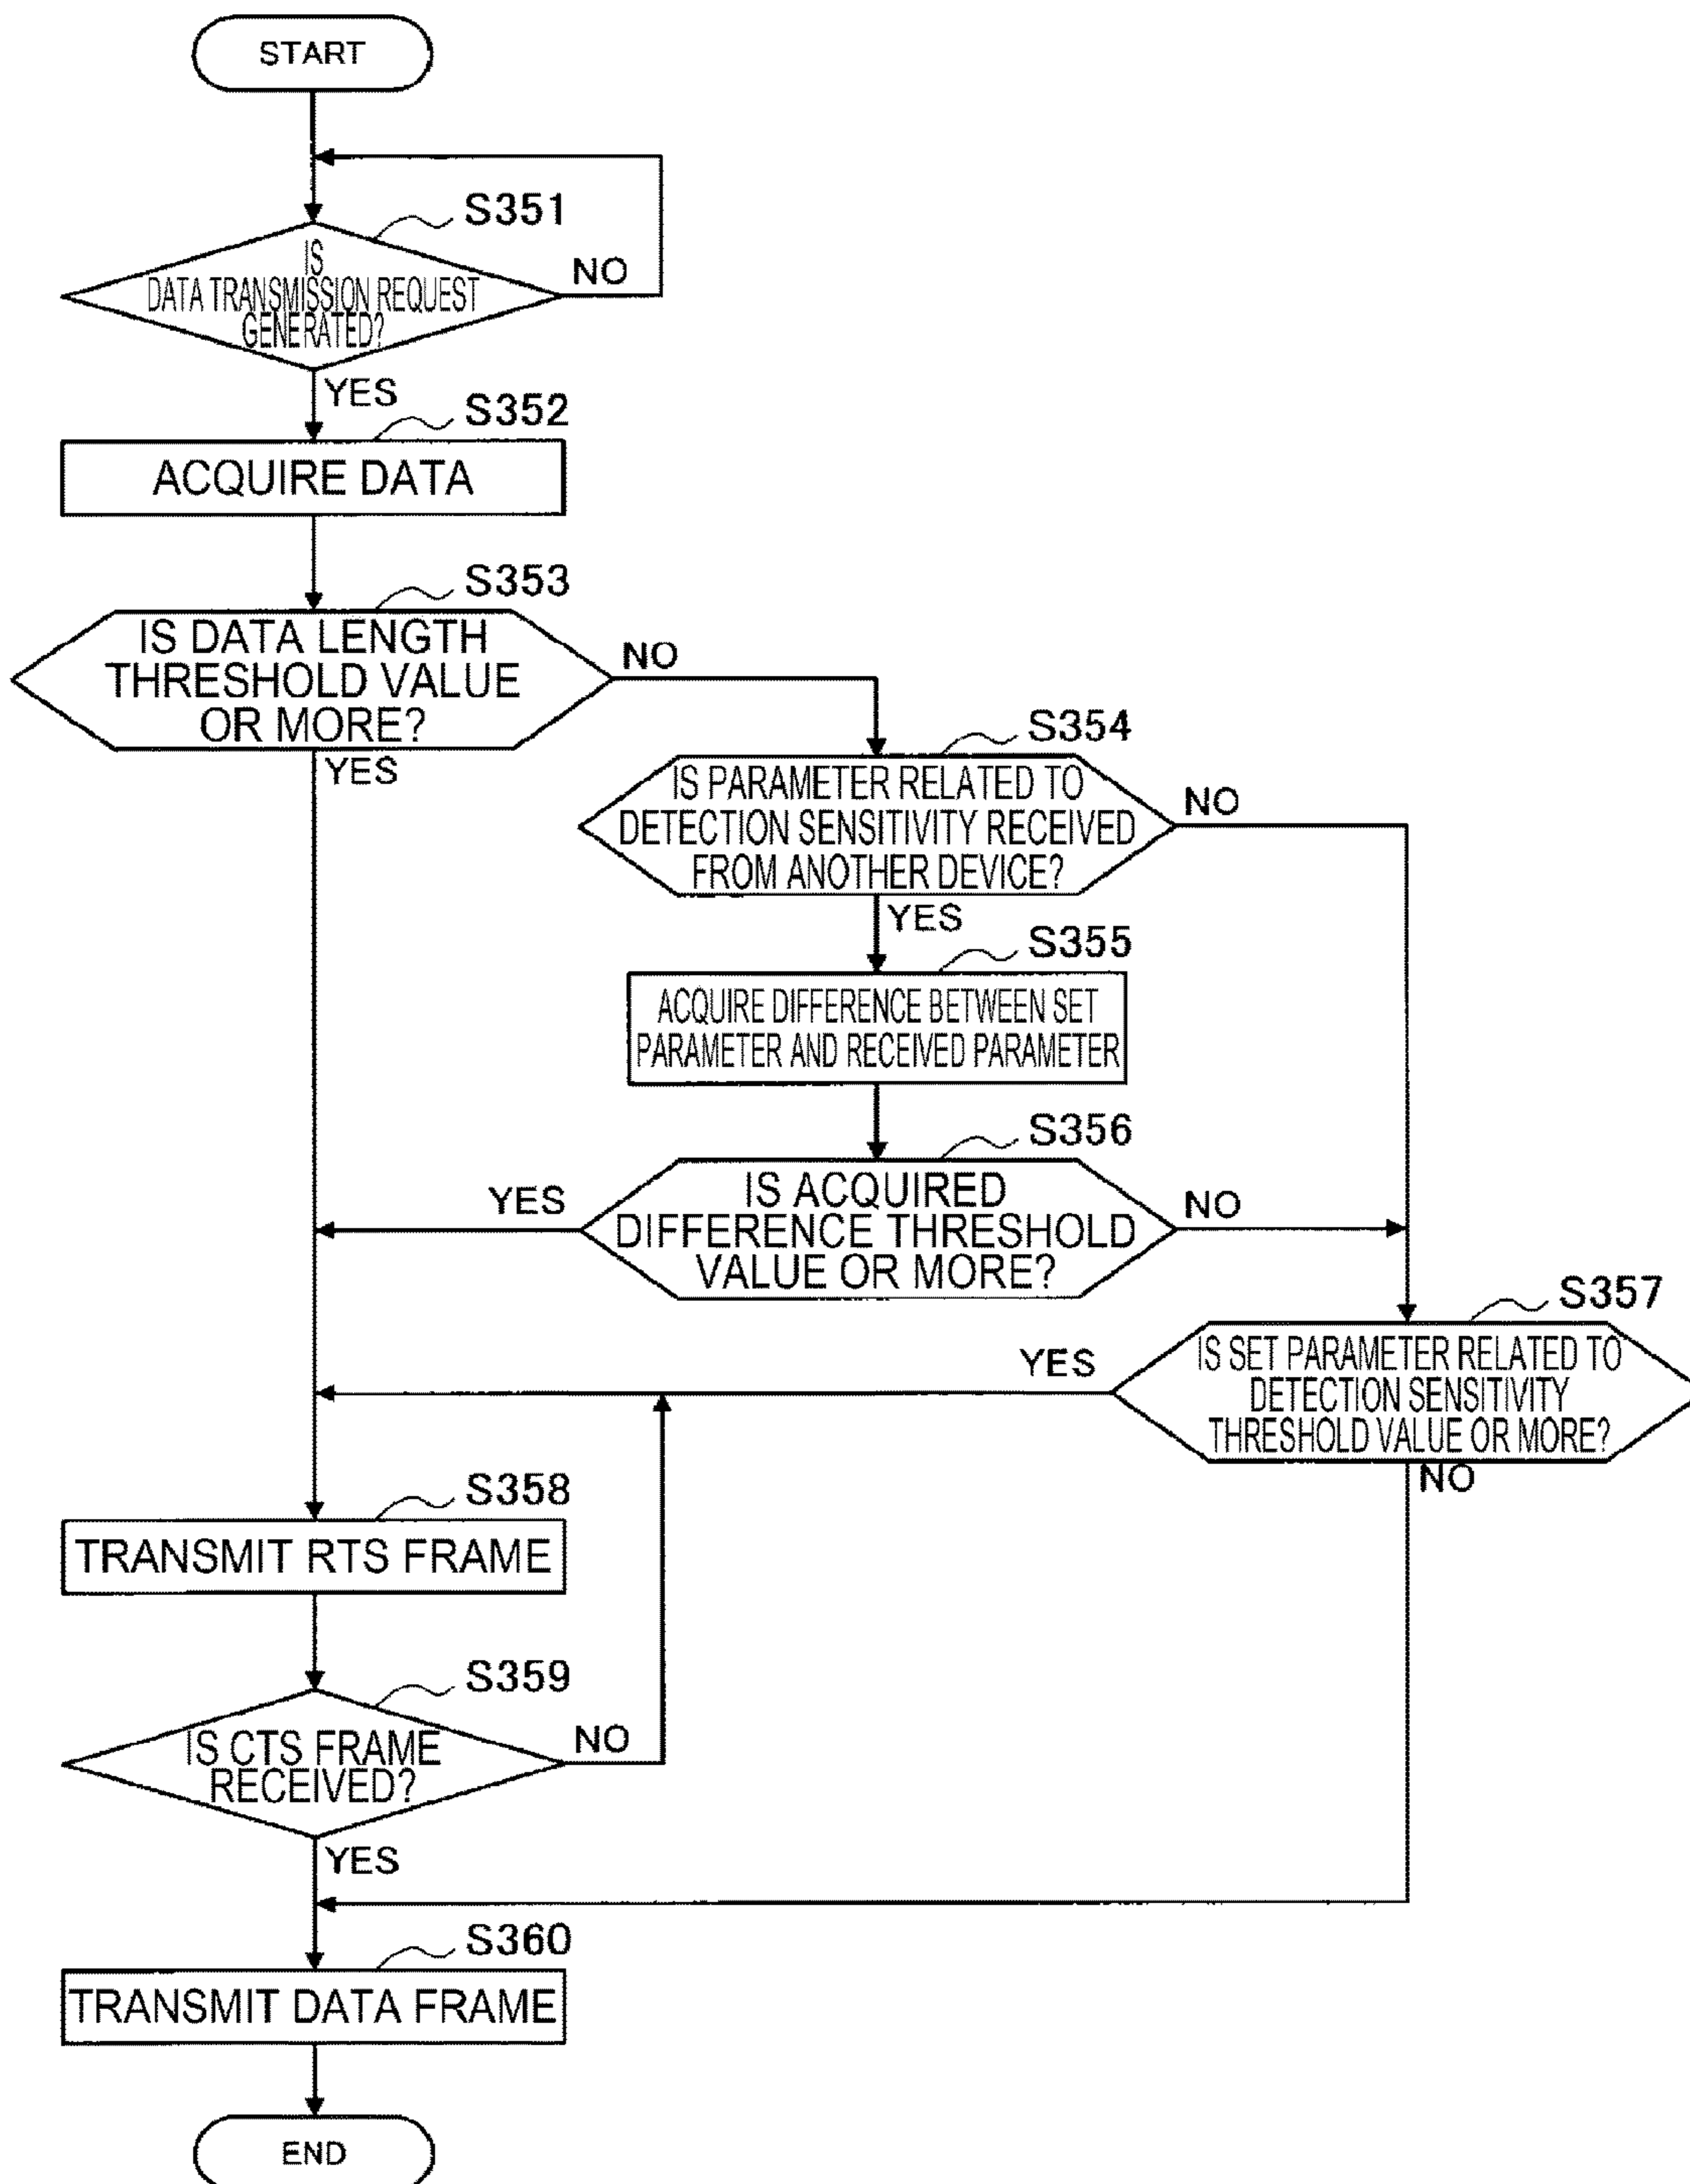 START
S351
IS
DATA TRANSMISSION REQUEST
GENERATED?
NO
YES
S352
ACQUIRE DATA
S353
IS DATA LENGTH
THRESHOLD VALUE
OR MORE?
NO
YES
S354
IS PARAMETER RELATED TO
DETECTION SENSITIVITY RECEIVED
FROM ANOTHER DEVICE?
NO
YES
S355
ACQUIRE DIFFERENCE BETWEEN SET
PARAMETER AND RECEIVED PARAMETER
S356
IS ACQUIRED
DIFFERENCE THRESHOLD
VALUE OR MORE?
YES
NO
S357
IS SET PARAMETER RELATED TO
DETECTION SENSITIVITY
THRESHOLD VALUE OR MORE?
YES
NO
S358
TRANSMIT RTS FRAME
S359
IS CTS FRAME
RECEIVED?
NO
YES
S360
TRANSMIT DATA FRAME
END